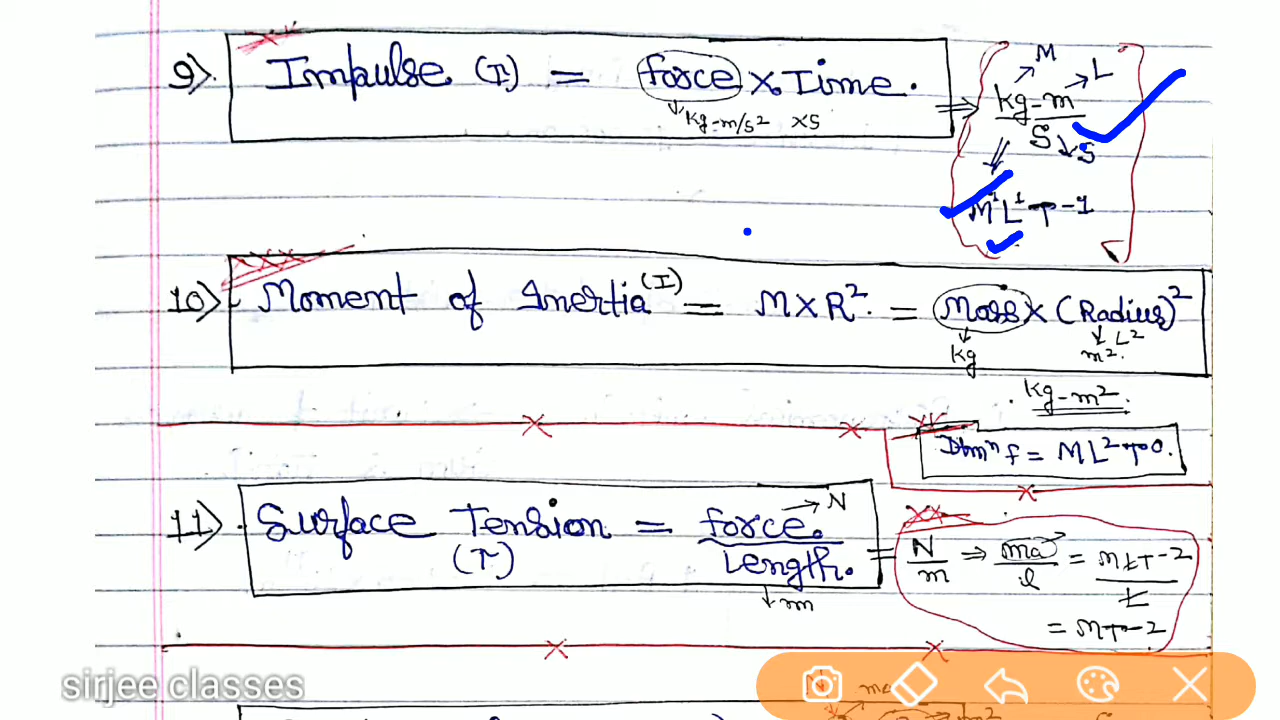 9) Impulse (I) = force × Time.
kg-m/s² ×s
⇒ kg-m/S
→ M
→ L
↓ S
M¹L¹T-1
10) Moment of Inertia (I) = M×R². = Mass × (Radius)²
kg
L²
m².
kg-m².
Dimⁿ f = ML²T0.
11) Surface Tension (T) = force. / Length. = N/m ⇒ ma/l = MLT-2/L
→ N
↓ m
= MT-2
sirjee classes